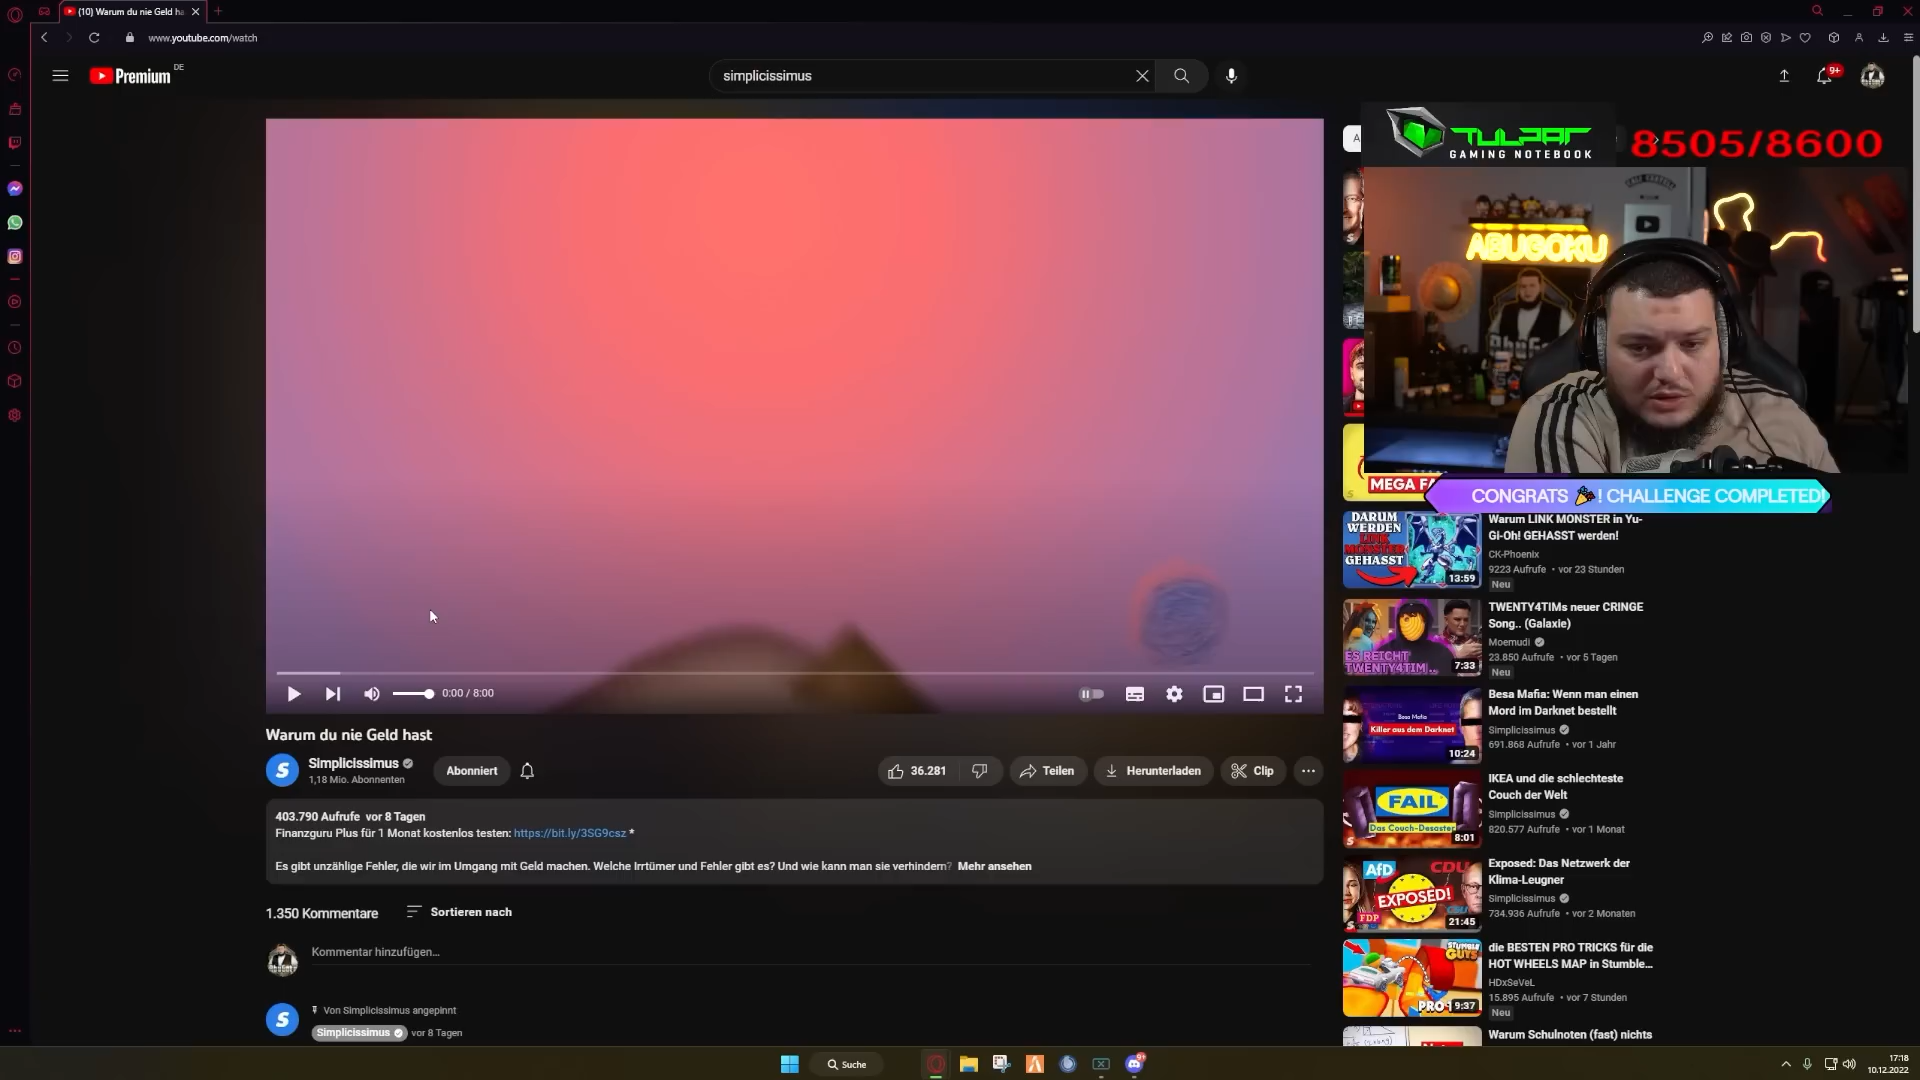 (10) Warum du nie Geld ha
www.youtube.com/watch
Premium
DE
simplicissimus
9+
TULPAR
GAMING NOTEBOOK
8505/8600
ABUGOKU
CONGRATS 🎉! CHALLENGE COMPLETED!
MEGA FA
0:00 / 8:00
Warum du nie Geld hast
Simplicissimus
1,18 Mio. Abonnenten
Abonniert
36.281
Teilen
Herunterladen
Clip
403.790 Aufrufe vor 8 Tagen
Finanzguru Plus für 1 Monat kostenlos testen: https://bit.ly/3SG9csz *
Es gibt unzählige Fehler, die wir im Umgang mit Geld machen. Welche Irrtümer und Fehler gibt es? Und wie kann man sie verhindern? Mehr ansehen
1.350 Kommentare
Sortieren nach
Kommentar hinzufügen...
Von Simplicissimus angepinnt
Simplicissimus
vor 8 Tagen
DARUM
WERDEN
LINK
MONSTER
GEHASST
13:59
Warum LINK MONSTER in Yu-
Gi-Oh! GEHASST werden!
CK-Phoenix
9223 Aufrufe • vor 23 Stunden
Neu
ES REICHT
TWENTY4TIM..
7:33
TWENTY4TIMs neuer CRINGE
Song.. (Galaxie)
Moemudi
23.850 Aufrufe • vor 5 Tagen
Neu
Besa Mafia
Killer aus dem Darknet
10:24
Besa Mafia: Wenn man einen
Mord im Darknet bestellt
Simplicissimus
691.868 Aufrufe • vor 1 Jahr
FAIL
Das Couch-Desaster
8:01
IKEA und die schlechteste
Couch der Welt
Simplicissimus
820.577 Aufrufe • vor 1 Monat
AfD
CDU
EXPOSED!
FDP
21:45
Exposed: Das Netzwerk der
Klima-Leugner
Simplicissimus
734.936 Aufrufe • vor 2 Monaten
STUMBLE
GUYS
PRO
9:37
die BESTEN PRO TRICKS für die
HOT WHEELS MAP in Stumble...
HDxSeVeL
15.895 Aufrufe • vor 7 Stunden
Neu
Warum Schulnoten (fast) nichts
Suche
17:18
10.12.2022